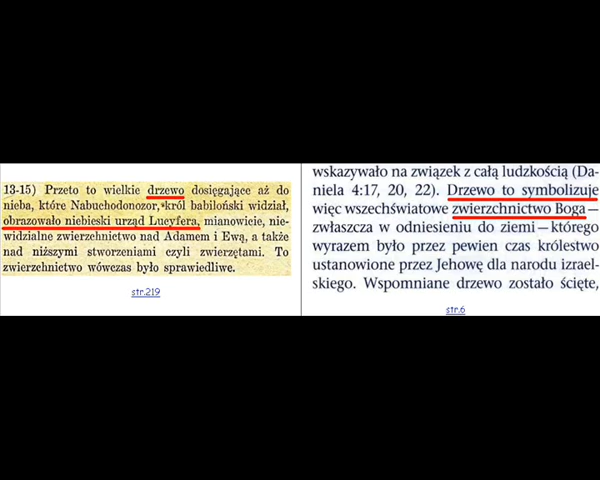 13-15) Przeto to wielkie drzewo dosięgające aż do
nieba, które Nabuchodonozor, król babiloński widział,
obrazowało niebieski urząd Lucyfera, mianowicie, nie-
widzialne zwierzchnictwo nad Adamem i Ewą, a także
nad niższymi stworzeniami czyli zwierzętami. To
zwierzchnictwo wówczas było sprawiedliwe.
str.219
wskazywało na związek z całą ludzkością (Da-
niela 4:17, 20, 22). Drzewo to symbolizuje
więc wszechświatowe zwierzchnictwo Boga—
zwłaszcza w odniesieniu do ziemi—którego
wyrazem było przez pewien czas królestwo
ustanowione przez Jehowę dla narodu izrael-
skiego. Wspomniane drzewo zostało ścięte,
str.6